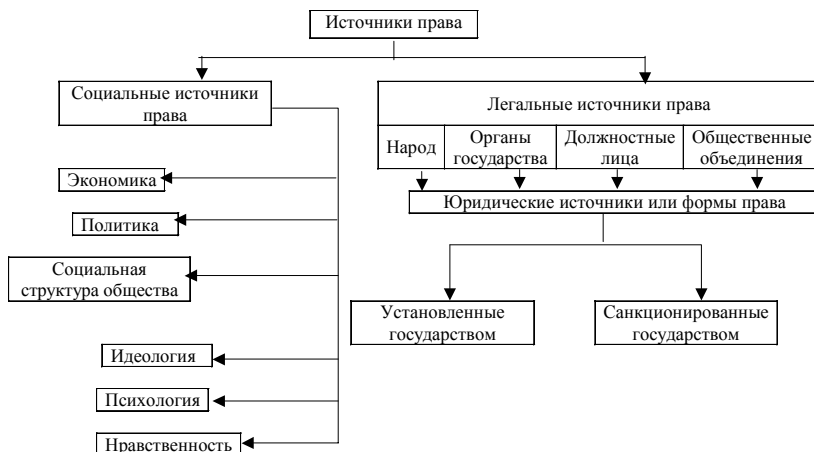 Источники права
Социальные источники
права
Легальные источники права
Народ
Органы
государства
Должностные
лица
Общественные
объединения
Экономика
Политика
Социальная
структура общества
Идеология
Психология
Нравственность
Юридические источники или формы права
Установленные
государством
Санкционированные
государством